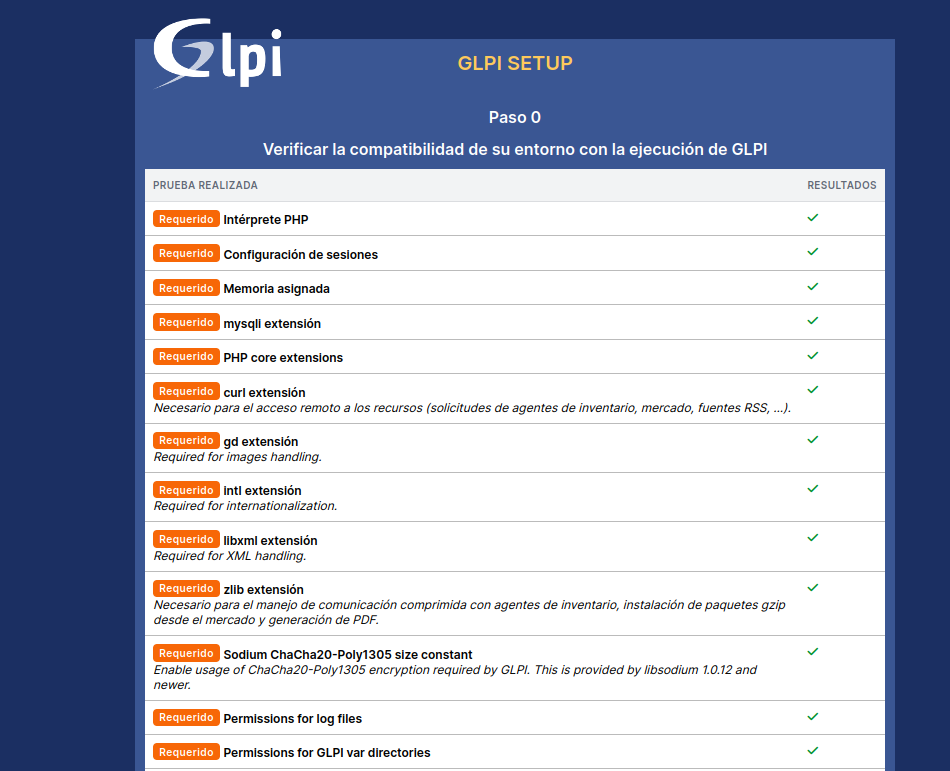 Glpi
GLPI SETUP
Paso 0
Verificar la compatibilidad de su entorno con la ejecución de GLPI
PRUEBA REALIZADA RESULTADOS
Requerido Intérprete PHP
Requerido Configuración de sesiones
Requerido Memoria asignada
Requerido mysqli extensión
Requerido PHP core extensions
Requerido curl extensión
Necesario para el acceso remoto a los recursos (solicitudes de agentes de inventario, mercado, fuentes RSS, ...).
Requerido gd extensión
Required for images handling.
Requerido intl extensión
Required for internationalization.
Requerido libxml extensión
Required for XML handling.
Requerido zlib extensión
Necesario para el manejo de comunicación comprimida con agentes de inventario, instalación de paquetes gzip
desde el mercado y generación de PDF.
Requerido Sodium ChaCha20-Poly1305 size constant
Enable usage of ChaCha20-Poly1305 encryption required by GLPI. This is provided by libsodium 1.0.12 and
newer.
Requerido Permissions for log files
Requerido Permissions for GLPI var directories